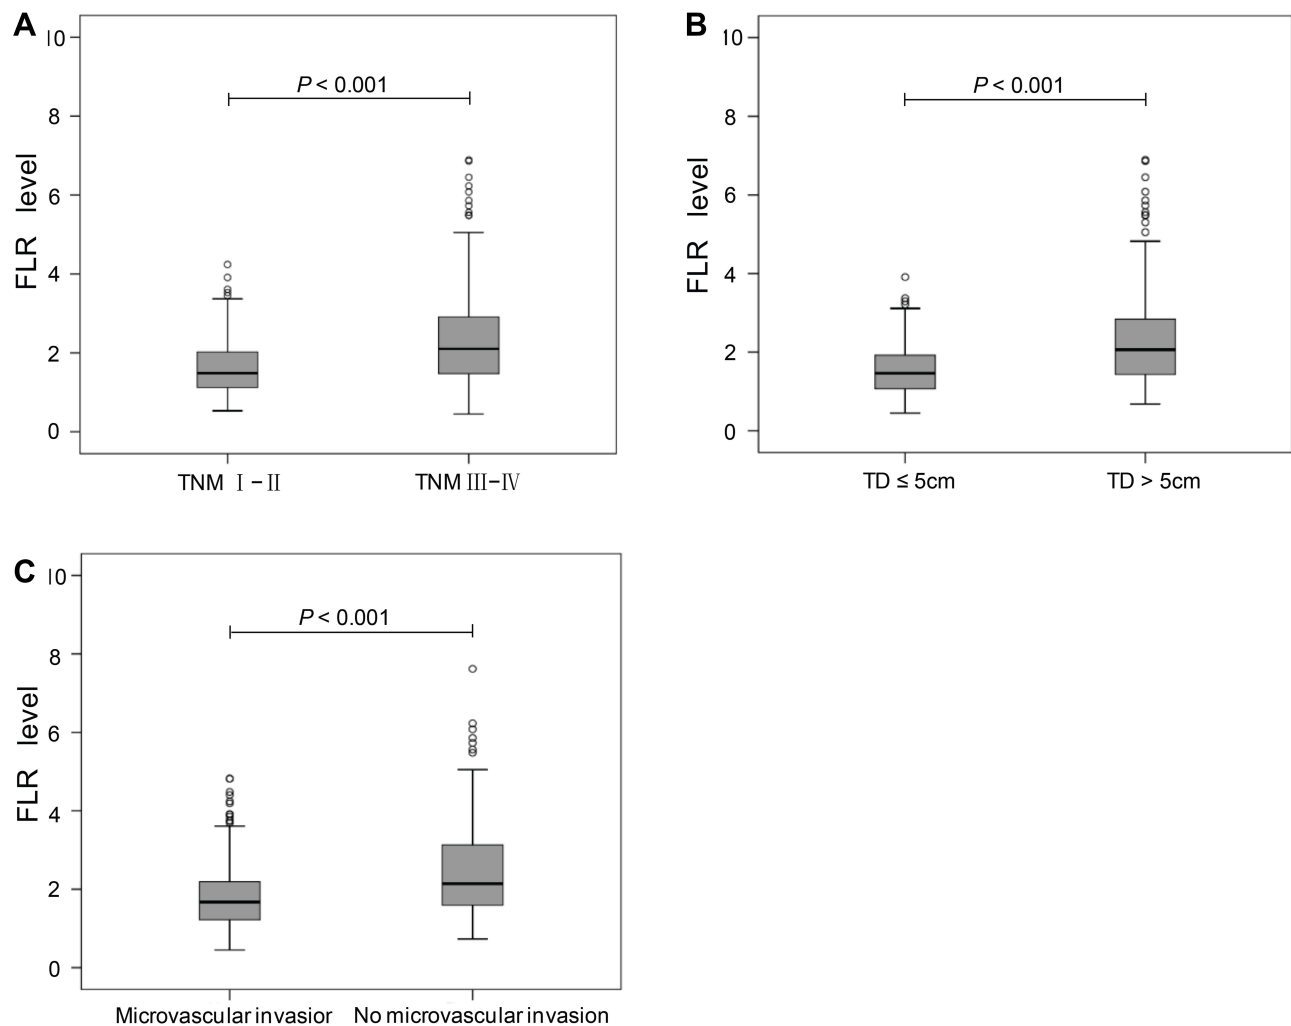 A
P < 0.001
FLR level
10
8
6
4
2
0
TNM Ⅰ-Ⅱ
TNM Ⅲ-Ⅳ
B
P < 0.001
FLR level
10
8
6
4
2
0
TD ≤ 5cm
TD > 5cm
C
P < 0.001
FLR level
10
8
6
4
2
0
Microvascular invasior
No microvascular invasion